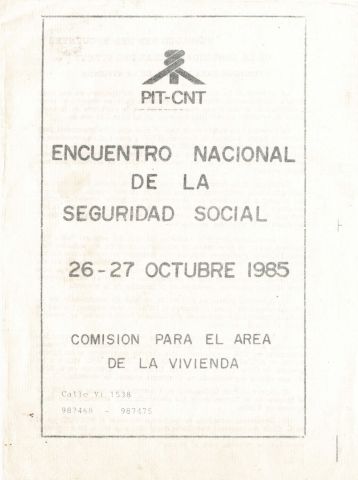 PIT-CNT
ENCUENTRO NACIONAL
DE LA
SEGURIDAD SOCIAL
26-27 OCTUBRE 1985
COMISION PARA EL AREA
DE LA VIVIENDA
Calle Yi 1538
987468 - 987475